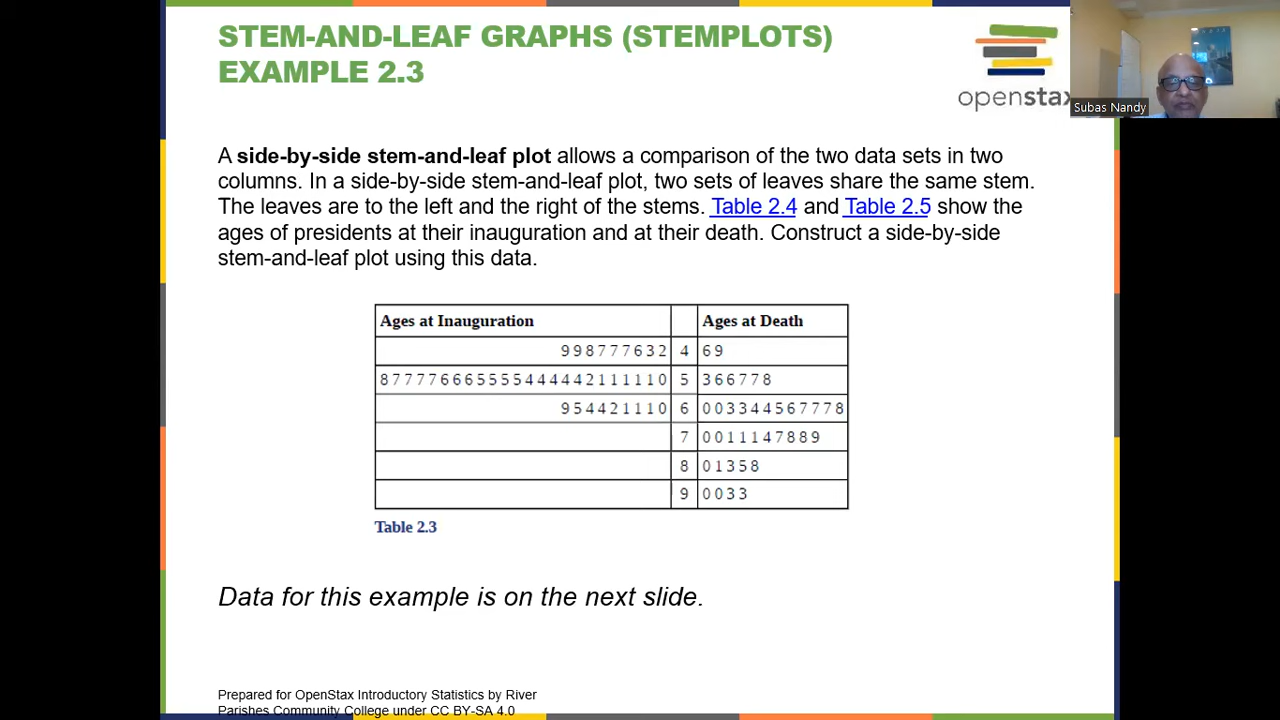 STEM-AND-LEAF GRAPHS (STEMPLOTS)
EXAMPLE 2.3
openstax
Subas Nandy
A side-by-side stem-and-leaf plot allows a comparison of the two data sets in two
columns. In a side-by-side stem-and-leaf plot, two sets of leaves share the same stem.
The leaves are to the left and the right of the stems. Table 2.4 and Table 2.5 show the
ages of presidents at their inauguration and at their death. Construct a side-by-side
stem-and-leaf plot using this data.
Ages at Inauguration Ages at Death
9 9 8 7 7 7 6 3 2 4 6 9
8 7 7 7 7 6 6 6 5 5 5 5 4 4 4 4 4 2 1 1 1 1 1 0 5 3 6 6 7 7 8
9 5 4 4 2 1 1 1 0 6 0 0 3 3 4 4 5 6 7 7 7 8
7 0 0 1 1 1 4 7 8 8 9
8 0 1 3 5 8
9 0 0 3 3
Table 2.3
Data for this example is on the next slide.
Prepared for OpenStax Introductory Statistics by River
Parishes Community College under CC BY-SA 4.0